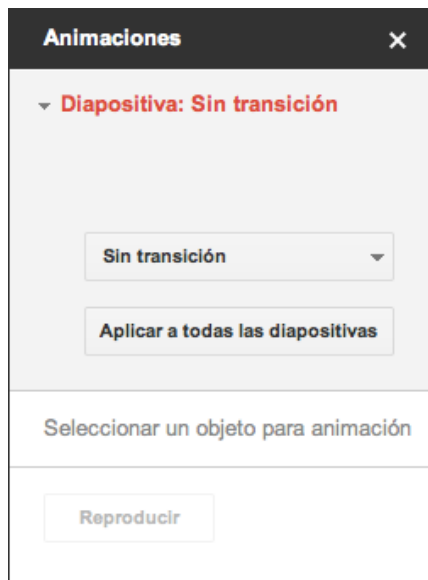 Animaciones
Diapositiva: Sin transición
Sin transición
Aplicar a todas las diapositivas
Seleccionar un objeto para animación
Reproducir